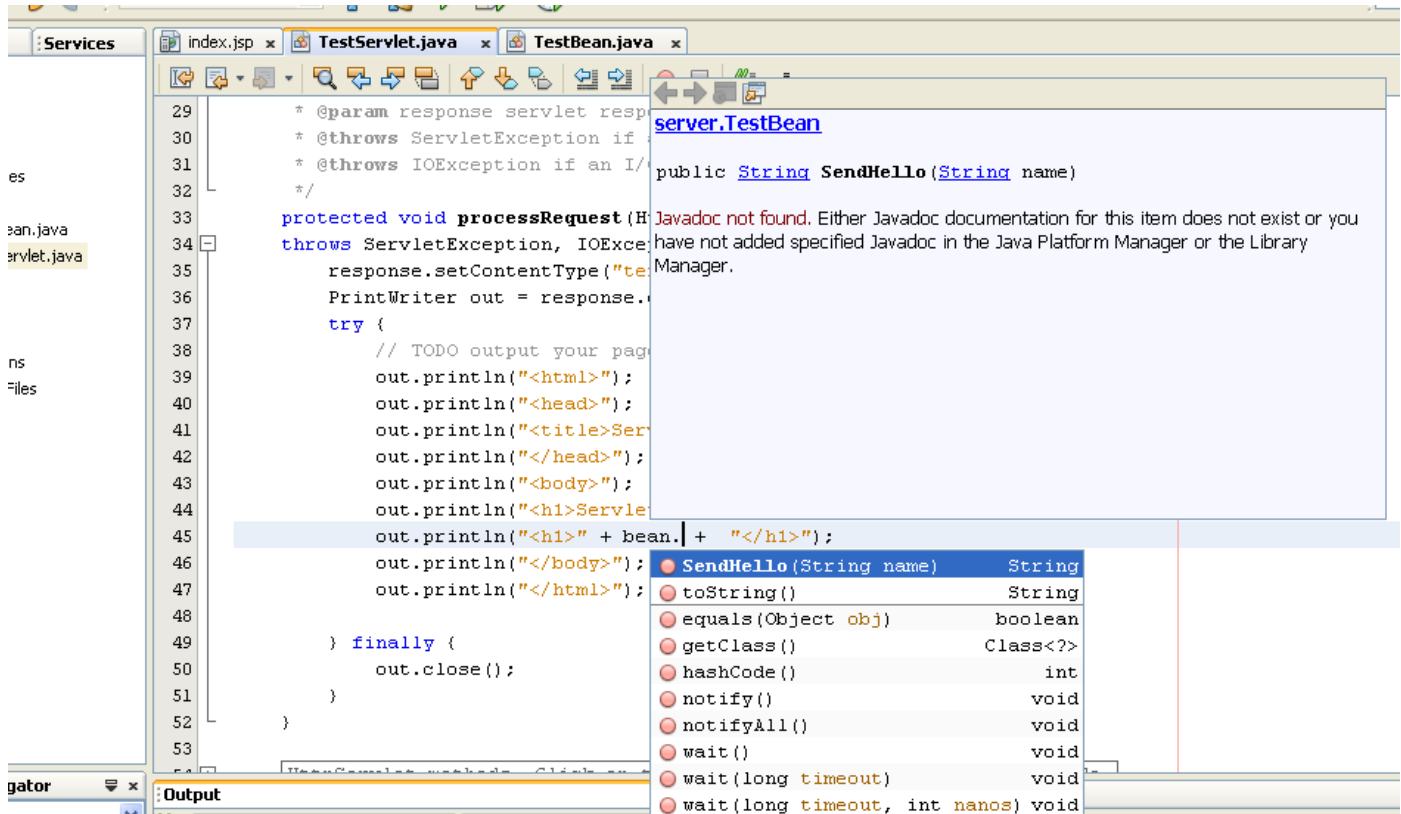 Services
index.jsp x TestServlet.java x TestBean.java x
es
ean.java
ervlet.java
ns
Files
29 * @param response servlet resp
30 * @throws ServletException if
31 * @throws IOException if an I/
32 */
33 protected void processRequest(H
34 throws ServletException, IOExce
35 response.setContentType("te
36 PrintWriter out = response.
37 try {
38 // TODO output your pag
39 out.println("<html>");
40 out.println("<head>");
41 out.println("<title>Ser
42 out.println("</head>");
43 out.println("<body>");
44 out.println("<h1>Servle
45 out.println("<h1>" + bean. + "</h1>");
46 out.println("</body>");
47 out.println("</html>");
48
49 } finally {
50 out.close();
51 }
52 }
53
server.TestBean
public String SendHello(String name)
Javadoc not found. Either Javadoc documentation for this item does not exist or you
have not added specified Javadoc in the Java Platform Manager or the Library
Manager.
SendHello(String name) String
toString() String
equals(Object obj) boolean
getClass() Class<?>
hashCode() int
notify() void
notifyAll() void
wait() void
wait(long timeout) void
wait(long timeout, int nanos) void
gator x
Output